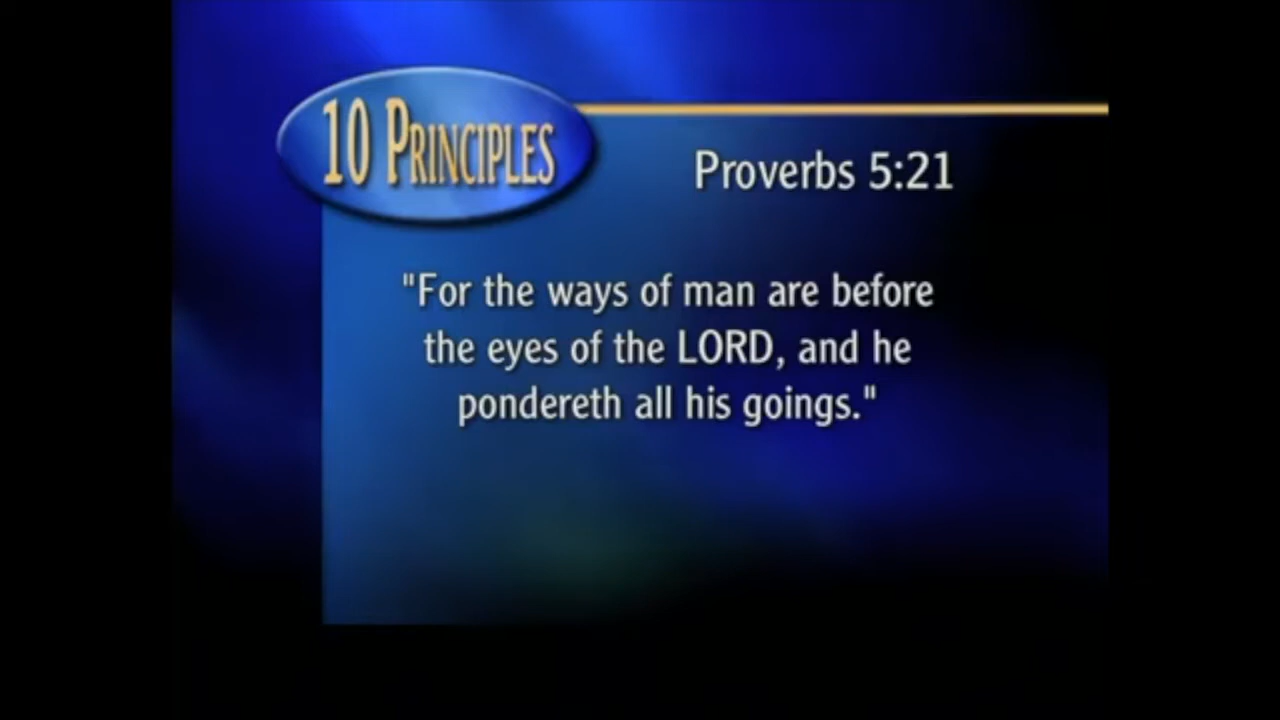 10 PRINCIPLES
Proverbs 5:21
"For the ways of man are before
the eyes of the LORD, and he
pondereth all his goings."